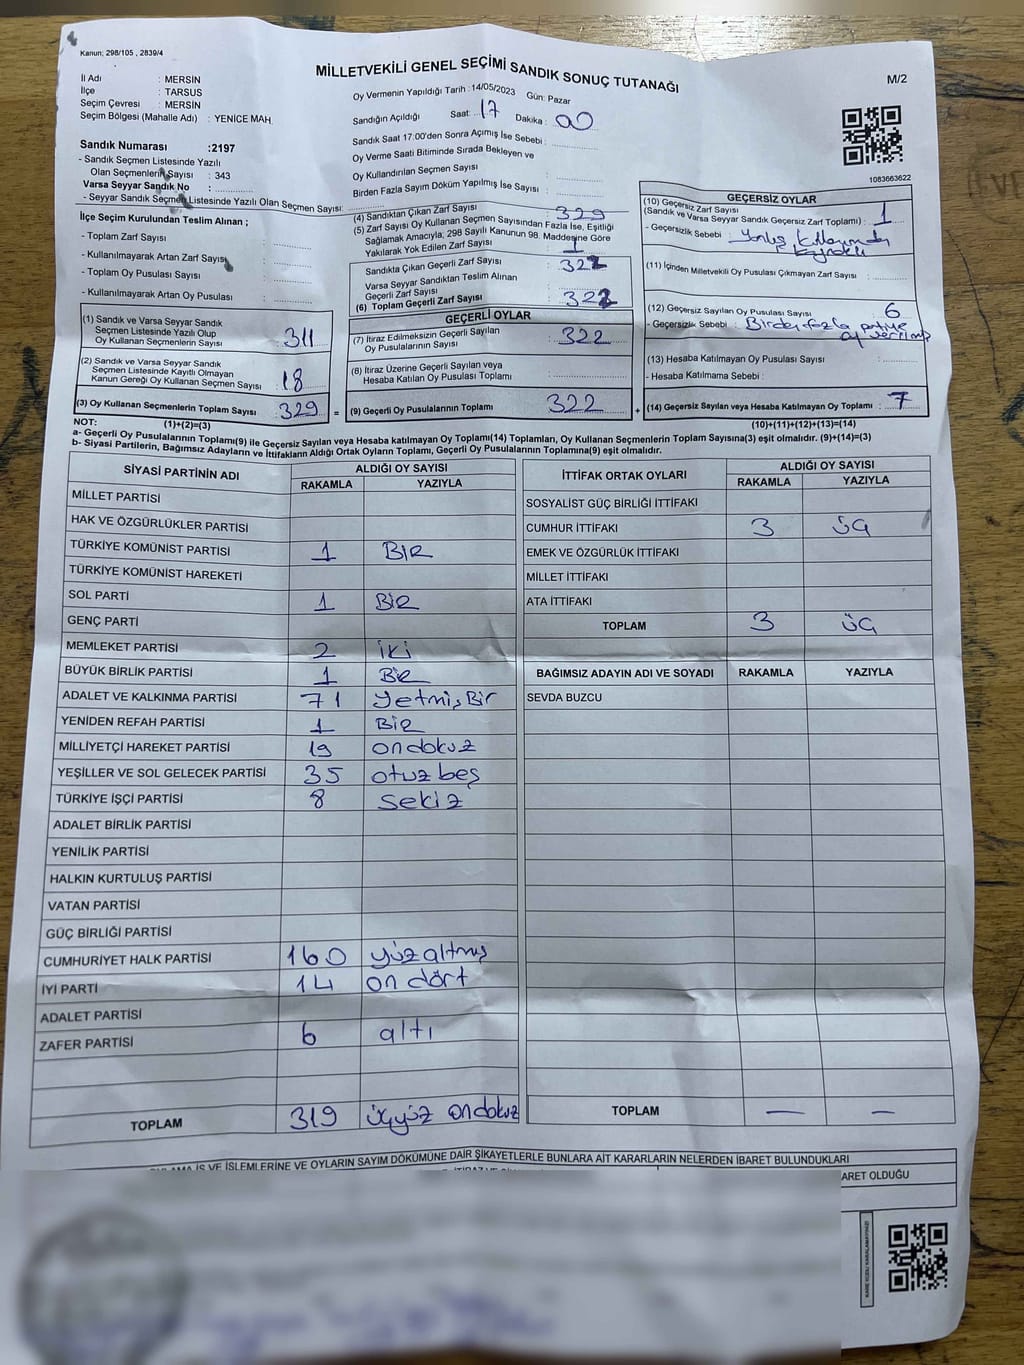 Kanun; 298/105 , 2839/4
MİLLETVEKİLİ GENEL SEÇİMİ SANDIK SONUÇ TUTANAĞI
M/2
İl Adı : MERSİN
İlçe : TARSUS
Seçim Çevresi : MERSİN
Seçim Bölgesi (Mahalle Adı) : YENİCE MAH.
Sandık Numarası :2197
- Sandık Seçmen Listesinde Yazılı
Olan Seçmenlerin Sayısı : 343
Varsa Seyyar Sandık No :
- Seyyar Sandık Seçmen Listesinde Yazılı Olan Seçmen Sayısı:
Oy Vermenin Yapıldığı Tarih :14/05/2023 Gün: Pazar
Sandığın Açıldığı Saat: 17 Dakika: 00
Sandık Saat 17:00'den Sonra Açımış İse Sebebi :
Oy Verme Saati Bitiminde Sırada Bekleyen ve
Oy Kullandırılan Seçmen Sayısı :
Birden Fazla Sayım Döküm Yapılmış İse Sayısı :
1083663622
İlçe Seçim Kurulundan Teslim Alınan ;
- Toplam Zarf Sayısı :
- Kullanılmayarak Artan Zarf Sayısı :
- Toplam Oy Pusulası Sayısı :
- Kullanılmayarak Artan Oy Pusulası :
(4) Sandıktan Çıkan Zarf Sayısı : 329
(5) Zarf Sayısı Oy Kullanan Seçmen Sayısından Fazla İse, Eşitliği
Sağlamak Amacıyla, 298 Sayılı Kanunun 98. Maddesine Göre
Yakılarak Yok Edilen Zarf Sayısı : 1
Sandıkta Çıkan Geçerli Zarf Sayısı : 322
Varsa Seyyar Sandıktan Teslim Alınan
Geçerli Zarf Sayısı :
(6) Toplam Geçerli Zarf Sayısı : 322
GEÇERSİZ OYLAR
(10) Geçersiz Zarf Sayısı
(Sandık ve Varsa Seyyar Sandık Geçersiz Zarf Toplamı) : 1
- Geçersizlik Sebebi : Yanlış kullanımdan
(11) İçinden Milletvekili Oy Pusulası Çıkmayan Zarf Sayısı :
(12) Geçersiz Sayılan Oy Pusulası Sayısı : 6
- Geçersizlik Sebebi : Birden fazla partiye
oy verilmiş
(13) Hesaba Katılmayan Oy Pusulası Sayısı :
- Hesaba Katılmama Sebebi :
(1) Sandık ve Varsa Seyyar Sandık
Seçmen Listesinde Yazılı Olup
Oy Kullanan Seçmenlerin Sayısı : 311
(2) Sandık ve Varsa Seyyar Sandık
Seçmen Listesinde Kayıtlı Olmayan
Kanun Gereği Oy Kullanan Seçmen Sayısı : 18
GEÇERLİ OYLAR
(7) İtiraz Edilmeksizin Geçerli Sayılan
Oy Pusulalarının Sayısı : 322
(8) İtiraz Üzerine Geçerli Sayılan veya
Hesaba Katılan Oy Pusulası Toplamı :
(3) Oy Kullanan Seçmenlerin Toplam Sayısı : 329 = (9) Geçerli Oy Pusulalarının Toplamı : 322 + (14) Geçersiz Sayılan veya Hesaba Katılmayan Oy Toplamı : 7
NOT: (1)+(2)=(3) (10)+(11)+(12)+(13)=(14)
a- Geçerli Oy Pusulalarının Toplamı(9) ile Geçersiz Sayılan veya Hesaba katılmayan Oy Toplamı(14) Toplamları, Oy Kullanan Seçmenlerin Toplam Sayısına(3) eşit olmalıdır. (9)+(14)=(3)
b- Siyasi Partilerin, Bağımsız Adayların ve İttifakların Aldığı Ortak Oyların Toplamı, Geçerli Oy Pusulalarının Toplamına(9) eşit olmalıdır.
SİYASİ PARTİNİN ADI ALDIĞI OY SAYISI
RAKAMLA YAZIYLA
MİLLET PARTİSİ
HAK VE ÖZGÜRLÜKLER PARTİSİ
TÜRKİYE KOMÜNİST PARTİSİ 1 BİR
TÜRKİYE KOMÜNİST HAREKETİ
SOL PARTİ 1 BİR
GENÇ PARTİ
MEMLEKET PARTİSİ 2 iki
BÜYÜK BİRLİK PARTİSİ 1 BİR
ADALET VE KALKINMA PARTİSİ 71 Yetmiş Bir
YENİDEN REFAH PARTİSİ 1 BİR
MİLLİYETÇİ HAREKET PARTİSİ 19 on dokuz
YEŞİLLER VE SOL GELECEK PARTİSİ 35 otuz beş
TÜRKİYE İŞÇİ PARTİSİ 8 sekiz
ADALET BİRLİK PARTİSİ
YENİLİK PARTİSİ
HALKIN KURTULUŞ PARTİSİ
VATAN PARTİSİ
GÜÇ BİRLİĞİ PARTİSİ
CUMHURİYET HALK PARTİSİ 160 yüz altmış
İYİ PARTİ 14 on dört
ADALET PARTİSİ
ZAFER PARTİSİ 6 altı
TOPLAM 319 üçyüz on dokuz
İTTİFAK ORTAK OYLARI ALDIĞI OY SAYISI
RAKAMLA YAZIYLA
SOSYALİST GÜÇ BİRLİĞİ İTTİFAKI
CUMHUR İTTİFAKI 3 üç
EMEK VE ÖZGÜRLÜK İTTİFAKI
MİLLET İTTİFAKI
ATA İTTİFAKI
TOPLAM 3 üç
BAĞIMSIZ ADAYIN ADI VE SOYADI RAKAMLA YAZIYLA
SEVDA BUZCU
TOPLAM — —
İŞ VE İŞLEMLERİNE VE OYLARIN SAYIM DÖKÜMÜNE DAİR ŞİKAYETLERLE BUNLARA AİT KARARLARIN NELERDEN İBARET BULUNDUKLARI
OLDUĞU